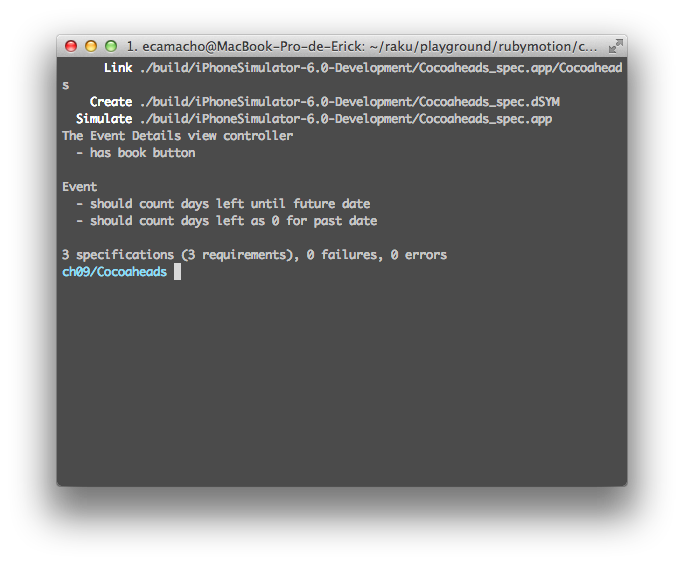 1. ecamacho@MacBook-Pro-de-Erick: ~/raku/playground/rubymotion/c...
Link ./build/iPhoneSimulator-6.0-Development/Cocoaheads_spec.app/Cocoahead
s
Create ./build/iPhoneSimulator-6.0-Development/Cocoaheads_spec.dSYM
Simulate ./build/iPhoneSimulator-6.0-Development/Cocoaheads_spec.app
The Event Details view controller
- has book button
Event
- should count days left until future date
- should count days left as 0 for past date
3 specifications (3 requirements), 0 failures, 0 errors
ch09/Cocoaheads